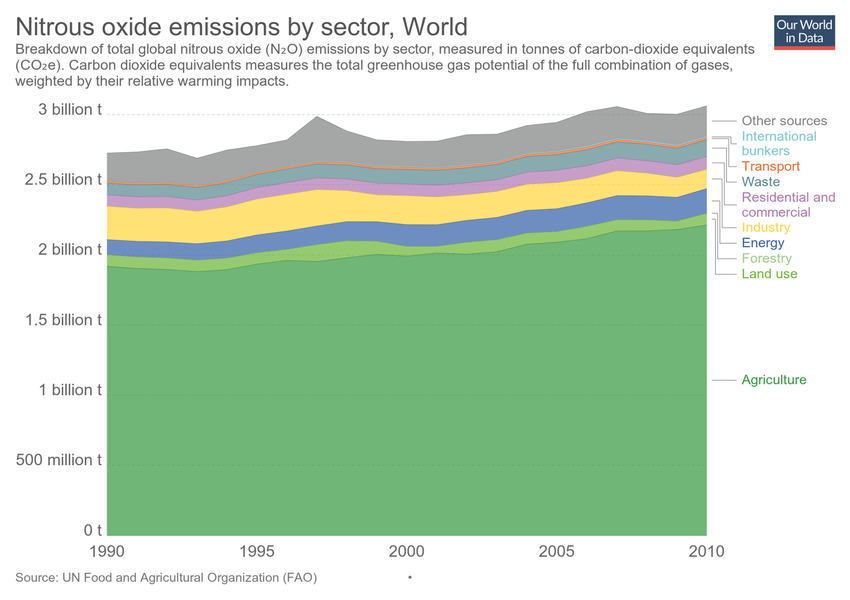 Nitrous oxide emissions by sector, World
Our World
in Data
Breakdown of total global nitrous oxide (N₂O) emissions by sector, measured in tonnes of carbon-dioxide equivalents
(CO₂e). Carbon dioxide equivalents measures the total greenhouse gas potential of the full combination of gases,
weighted by their relative warming impacts.
3 billion t
2.5 billion t
2 billion t
1.5 billion t
1 billion t
500 million t
0 t
1990
1995
2000
2005
2010
Other sources
International
bunkers
Transport
Waste
Residential and
commercial
Industry
Energy
Forestry
Land use
Agriculture
Source: UN Food and Agricultural Organization (FAO)
•